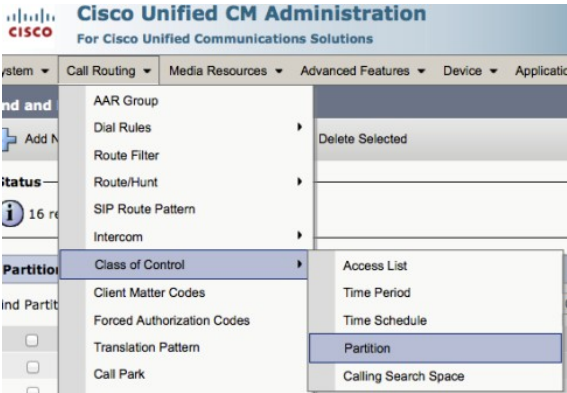 Cisco Unified CM Administration
CISCO
For Cisco Unified Communications Solutions
ystem Call Routing Media Resources Advanced Features Device Applicatio
nd and
AAR Group
Dial Rules
Add N
Delete Selected
Route Filter
Status
Route/Hunt
16 re
SIP Route Pattern
Intercom
Partition
Class of Control
Access List
Client Matter Codes
Time Period
ind Partit
Forced Authorization Codes
Time Schedule
Translation Pattern
Partition
Call Park
Calling Search Space